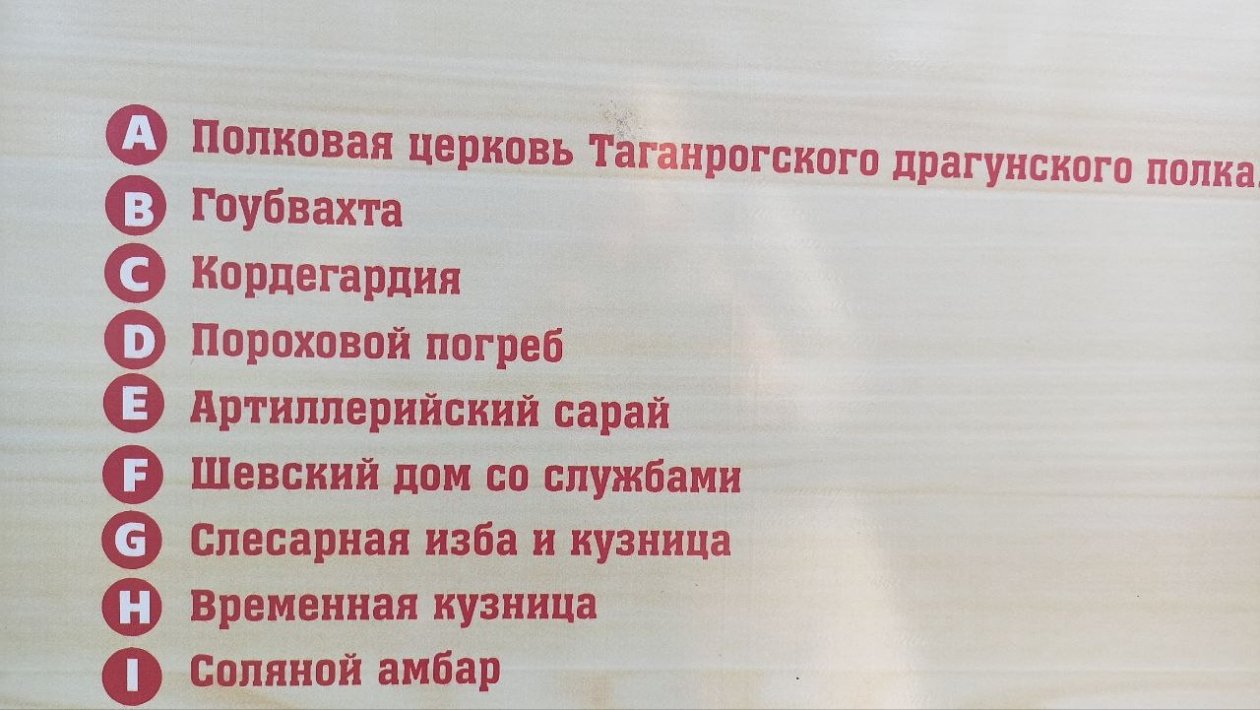 A Полковая церковь Таганрогского драгунского полка.
B Гоубвахта
C Кордегардия
D Пороховой погреб
E Артиллерийский сарай
F Шевский дом со службами
G Слесарная изба и кузница
H Временная кузница
I Соляной амбар